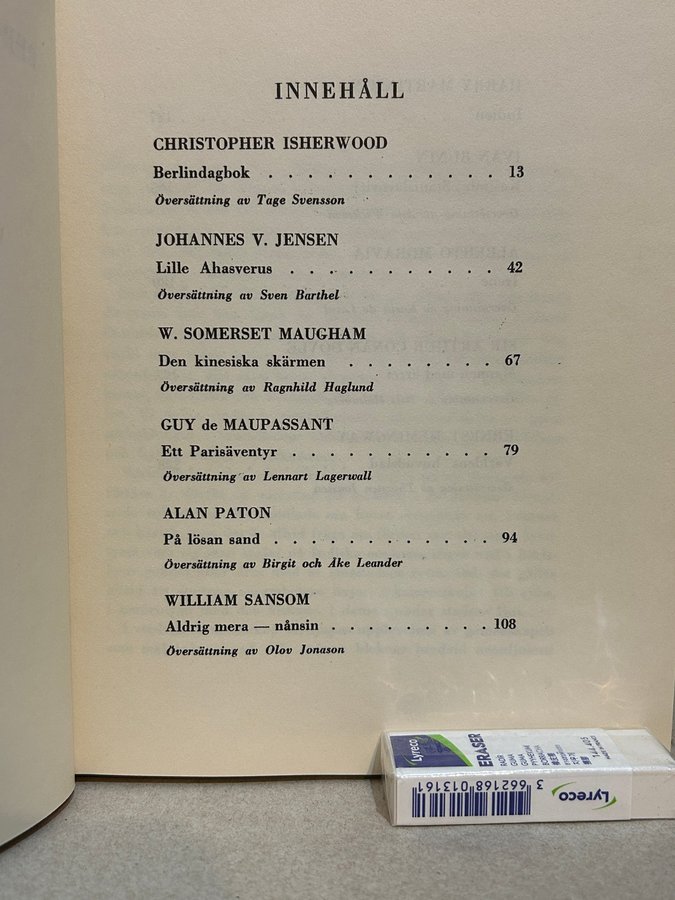 INNEHÅLL
CHRISTOPHER ISHERWOOD
Berlindagbok . . . . . . . . . . . . 13
Översättning av Tage Svensson
JOHANNES V. JENSEN
Lille Ahasverus . . . . . . . . . . . 42
Översättning av Sven Barthel
W. SOMERSET MAUGHAM
Den kinesiska skärmen . . . . . . . . 67
Översättning av Ragnhild Haglund
GUY de MAUPASSANT
Ett Parisäventyr . . . . . . . . . . . 79
Översättning av Lennart Lagerwall
ALAN PATON
På lösan sand . . . . . . . . . . . . 94
Översättning av Birgit och Åke Leander
WILLIAM SANSOM
Aldrig mera — nånsin . . . . . . . . . 108
Översättning av Olov Jonason
Lyreco
ERASER
GUMA
3 662168 013161
Lyreco